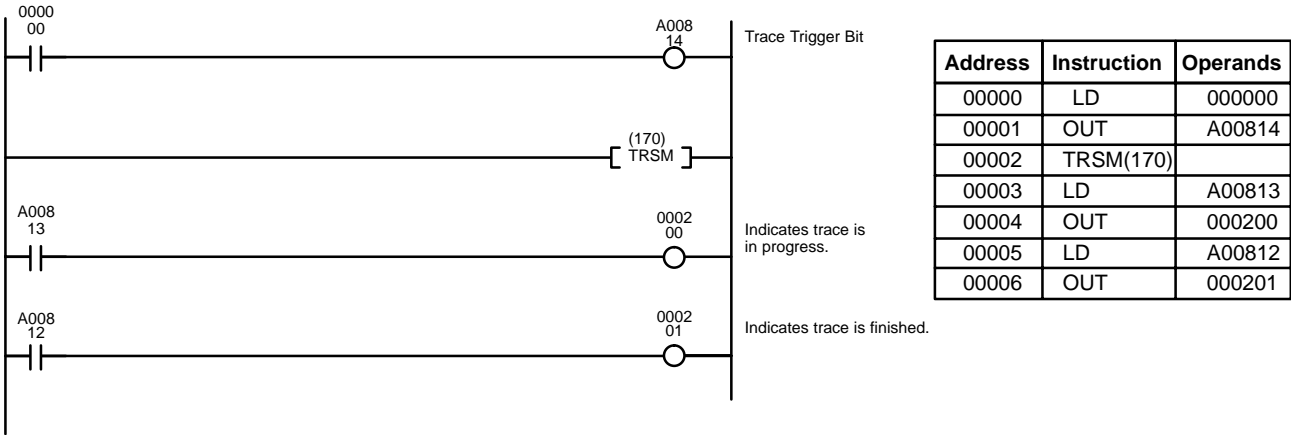 0000
00
A008
14
Trace Trigger Bit
(170)
TRSM
A008
13
0002
00
Indicates trace is
in progress.
A008
12
0002
01
Indicates trace is finished.
Address Instruction Operands
00000 LD 000000
00001 OUT A00814
00002 TRSM(170)
00003 LD A00813
00004 OUT 000200
00005 LD A00812
00006 OUT 000201